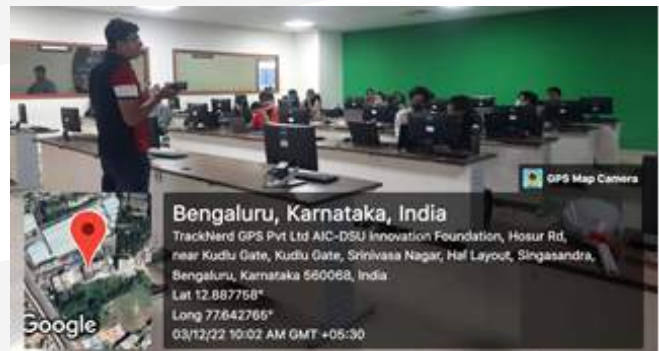 GPS Map Camera
Bengaluru, Karnataka, India
TrackNerd GPS Pvt Ltd AIC-DSU Innovation Foundation, Hosur Rd,
near Kudlu Gate, Kudlu Gate, Srinivasa Nagar, Hal Layout, Singasandra,
Bengaluru, Karnataka 560068, India
Lat 12.887758°
Long 77.642765°
03/12/22 10:02 AM GMT +05:30
Google